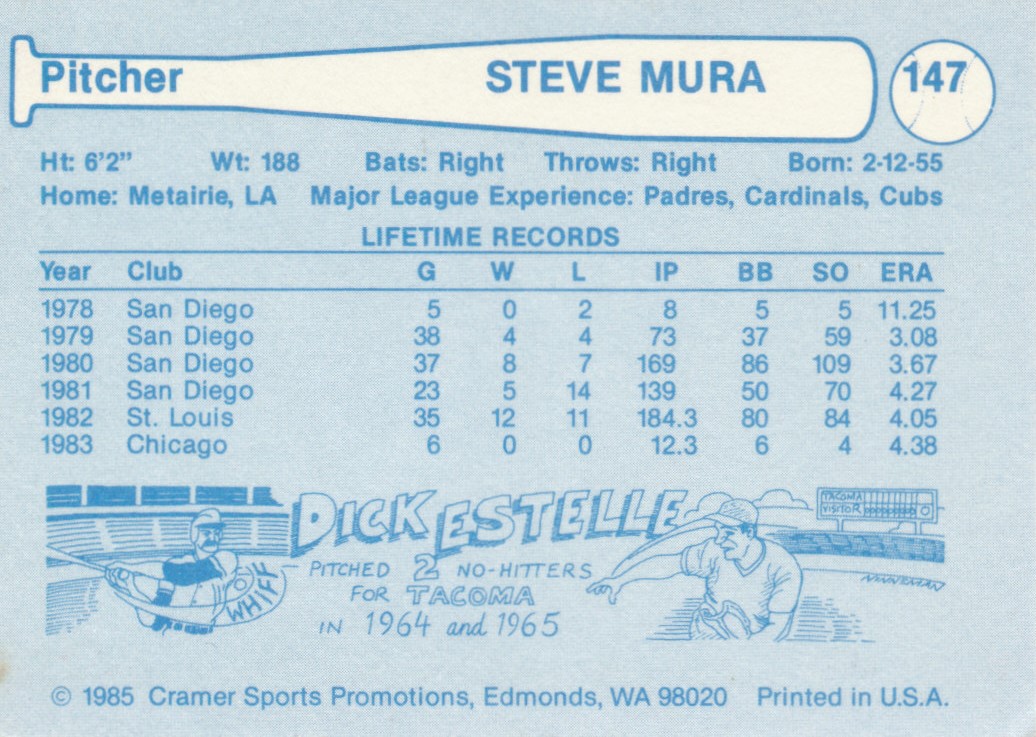 Pitcher STEVE MURA 147
Ht: 6'2" Wt: 188 Bats: Right Throws: Right Born: 2-12-55
Home: Metairie, LA Major League Experience: Padres, Cardinals, Cubs
LIFETIME RECORDS
Year Club G W L IP BB SO ERA
1978 San Diego 5 0 2 8 5 5 11.25
1979 San Diego 38 4 4 73 37 59 3.08
1980 San Diego 37 8 7 169 86 109 3.67
1981 San Diego 23 5 14 139 50 70 4.27
1982 St. Louis 35 12 11 184.3 80 84 4.05
1983 Chicago 6 0 0 12.3 6 4 4.38
DICK ESTELLE
TACOMA
VISITOR
PITCHED 2 NO-HITTERS
FOR TACOMA
IN 1964 and 1965
WHIFF
NINNEMAN
© 1985 Cramer Sports Promotions, Edmonds, WA 98020 Printed in U.S.A.